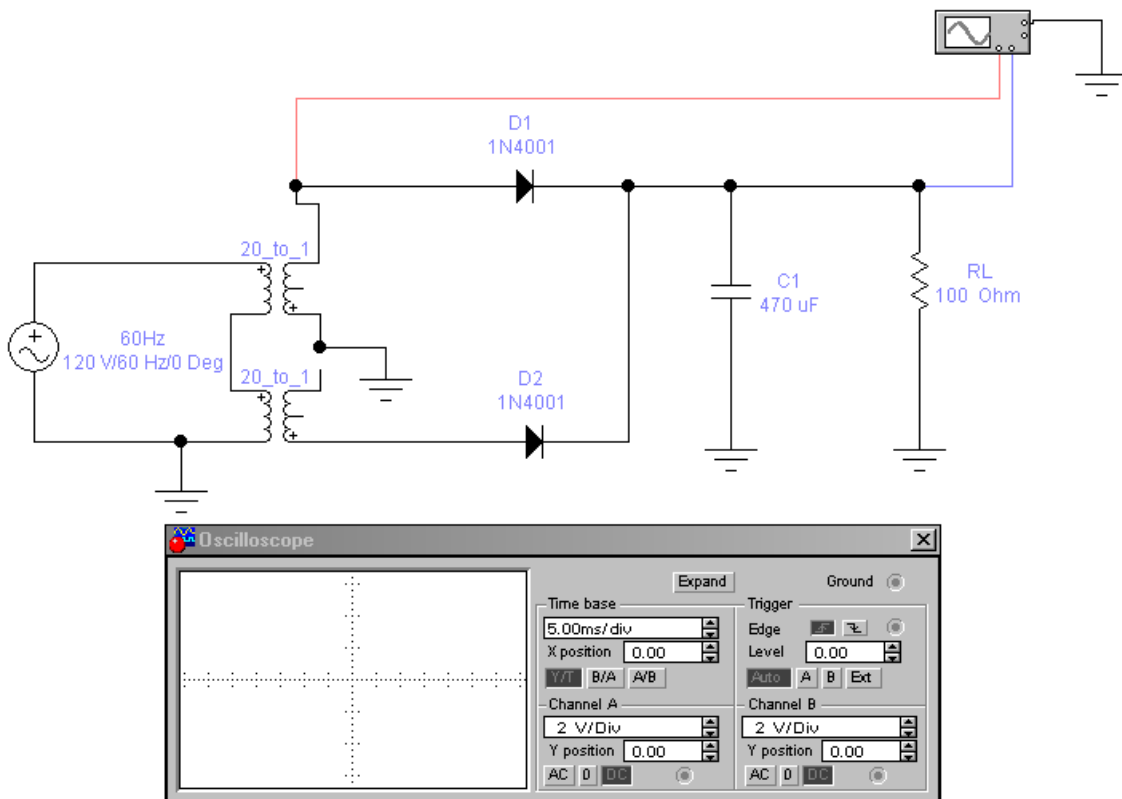 D1
1N4001
20_to_1
60Hz
120 V/60 Hz/0 Deg
20_to_1
D2
1N4001
C1
470 uF
RL
100 Ohm
Oscilloscope
Expand
Ground
Time base
5.00ms/div
X position 0.00
Y/T B/A A/B
Trigger
Edge
Level 0.00
Auto A B Ext
Channel A
2 V/Div
Y position 0.00
AC 0 DC
Channel B
2 V/Div
Y position 0.00
AC 0 DC